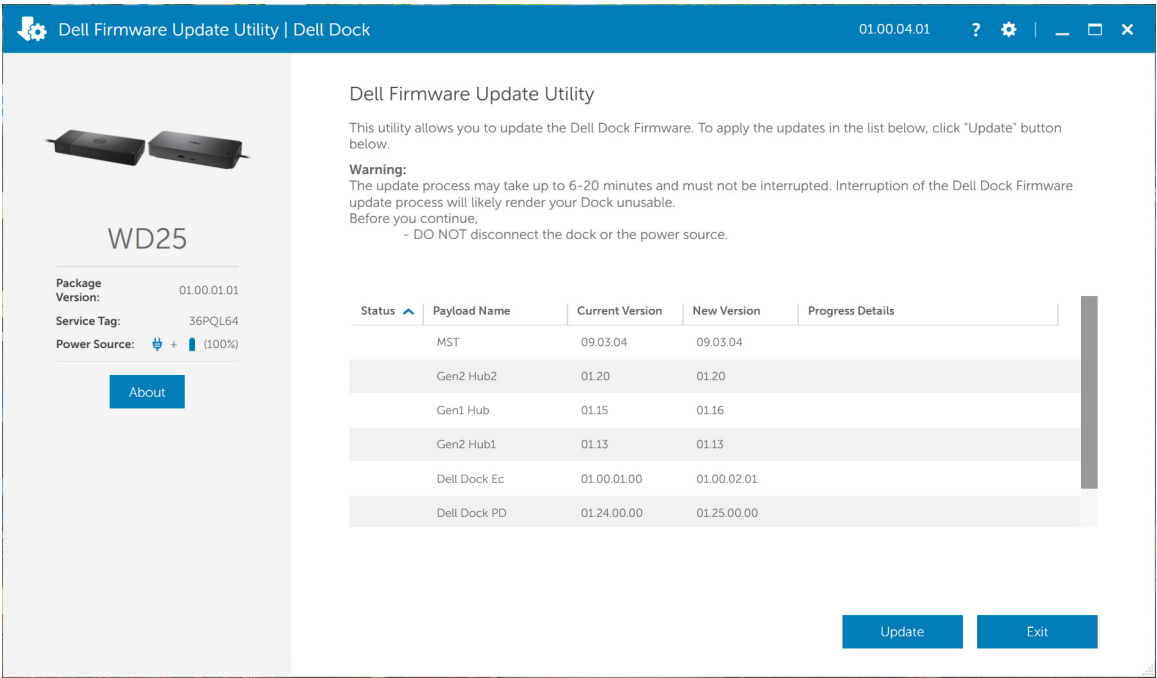 Dell Firmware Update Utility | Dell Dock
01.00.04.01
?
Dell Firmware Update Utility
This utility allows you to update the Dell Dock Firmware. To apply the updates in the list below, click "Update" button
below.
Warning:
The update process may take up to 6-20 minutes and must not be interrupted. Interruption of the Dell Dock Firmware
update process will likely render your Dock unusable.
Before you continue,
- DO NOT disconnect the dock or the power source.
WD25
Package
Version: 01.00.01.01
Service Tag: 36PQL64
Power Source: + (100%)
About
Status Payload Name Current Version New Version Progress Details
MST 09.03.04 09.03.04
Gen2 Hub2 01.20 01.20
Gen1 Hub 01.15 01.16
Gen2 Hub1 01.13 01.13
Dell Dock Ec 01.00.01.00 01.00.02.01
Dell Dock PD 01.24.00.00 01.25.00.00
Update Exit